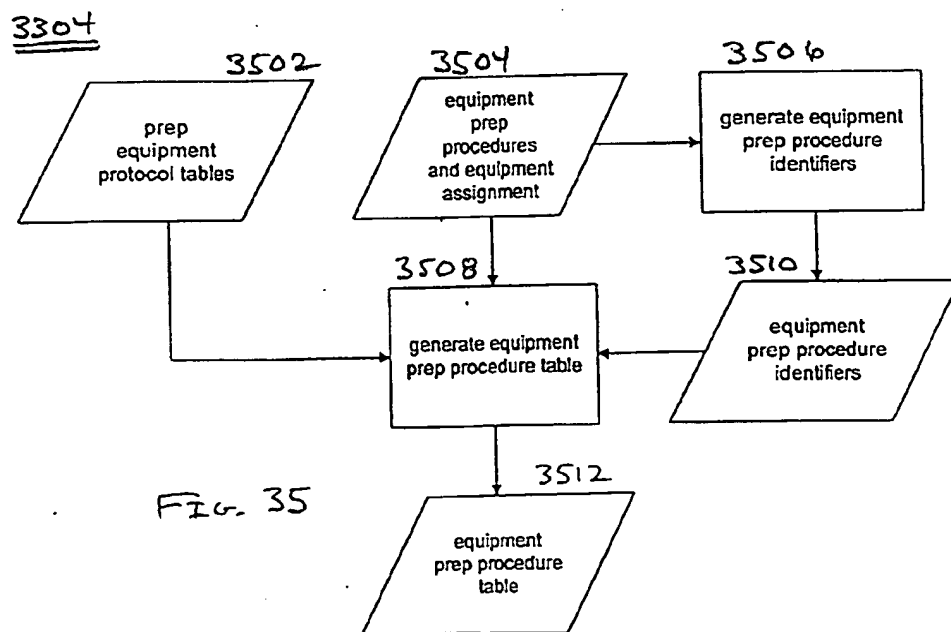 3304
3502
prep
equipment
protocol tables
3504
equipment
prep
procedures
and equipment
assignment
3506
generate equipment
prep procedure
identifiers
3508
generate equipment
prep procedure table
3510
equipment
prep procedure
identifiers
3512
equipment
prep procedure
table
FIG. 35